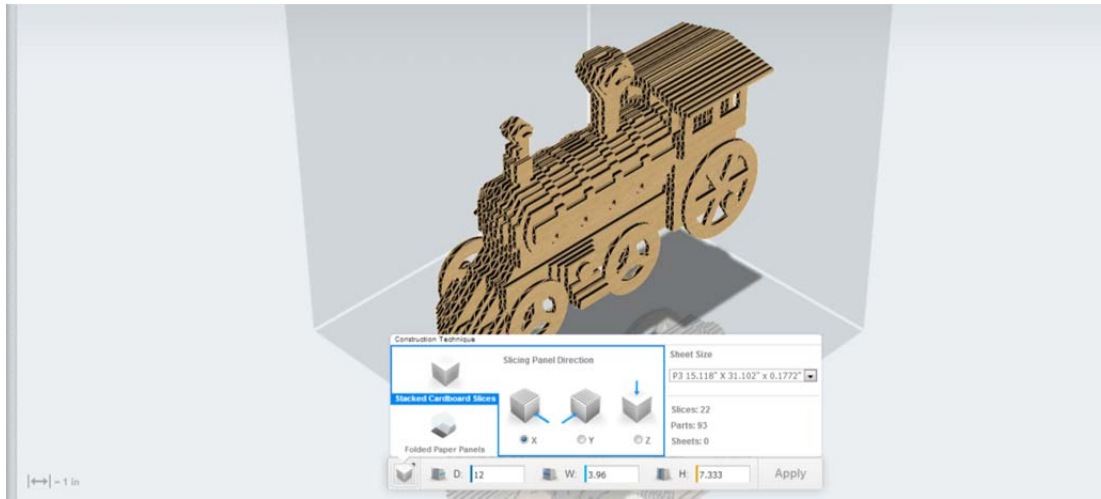 Construction Technique
Stacked Cardboard Slices
Folded Paper Panels
Slicing Panel Direction
X Y Z
Sheet Size
P3 15.118" X 31.102" x 0.1772"
Slices: 22
Parts: 93
Sheets: 0
D: 12 W: 3.96 H: 7.333 Apply
= 1 in